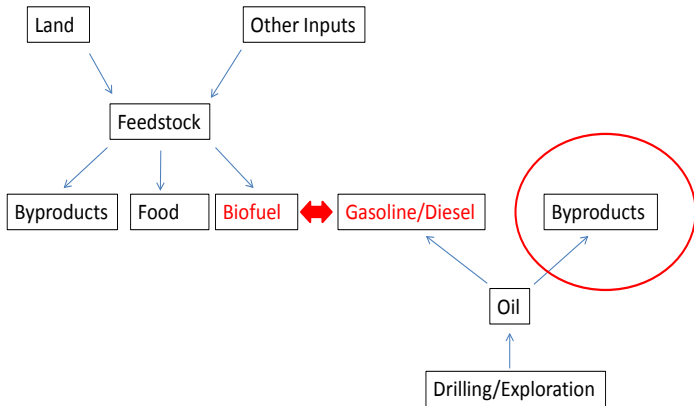 Land
Other Inputs
Feedstock
Byproducts
Food
Biofuel
Gasoline/Diesel
Byproducts
Oil
Drilling/Exploration